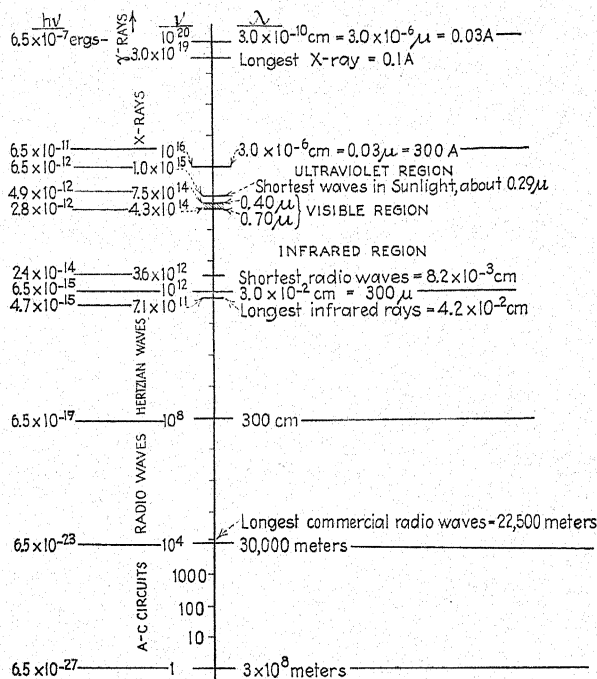 hν ν λ
6.5×10⁻⁷ergs 10²⁰ 3.0×10⁻¹⁰cm = 3.0×10⁻⁶μ = 0.03A
γ-RAYS
3.0×10¹⁹ Longest X-ray = 0.1A
X-RAYS
6.5×10⁻¹¹ 10¹⁶ 3.0×10⁻⁶cm = 0.03μ = 300 A
6.5×10⁻¹² 1.0×10¹⁵ ULTRAVIOLET REGION
4.9×10⁻¹² 7.5×10¹⁴ Shortest waves in Sunlight, about 0.29μ
0.40μ
2.8×10⁻¹² 4.3×10¹⁴ 0.70μ } VISIBLE REGION
INFRARED REGION
2.4×10⁻¹⁴ 3.6×10¹² Shortest radio waves = 8.2×10⁻³cm
6.5×10⁻¹⁵ 10¹² 3.0×10⁻²cm = 300 μ
4.7×10⁻¹⁵ 7.1×10¹¹ Longest infrared rays = 4.2×10⁻²cm
HERTZIAN WAVES
6.5×10⁻¹⁹ 10⁸ 300 cm
RADIO WAVES
Longest commercial radio waves = 22,500 meters
6.5×10⁻²³ 10⁴ 30,000 meters
A-C CIRCUITS
1000
100
10
6.5×10⁻²⁷ 1 3×10⁸meters